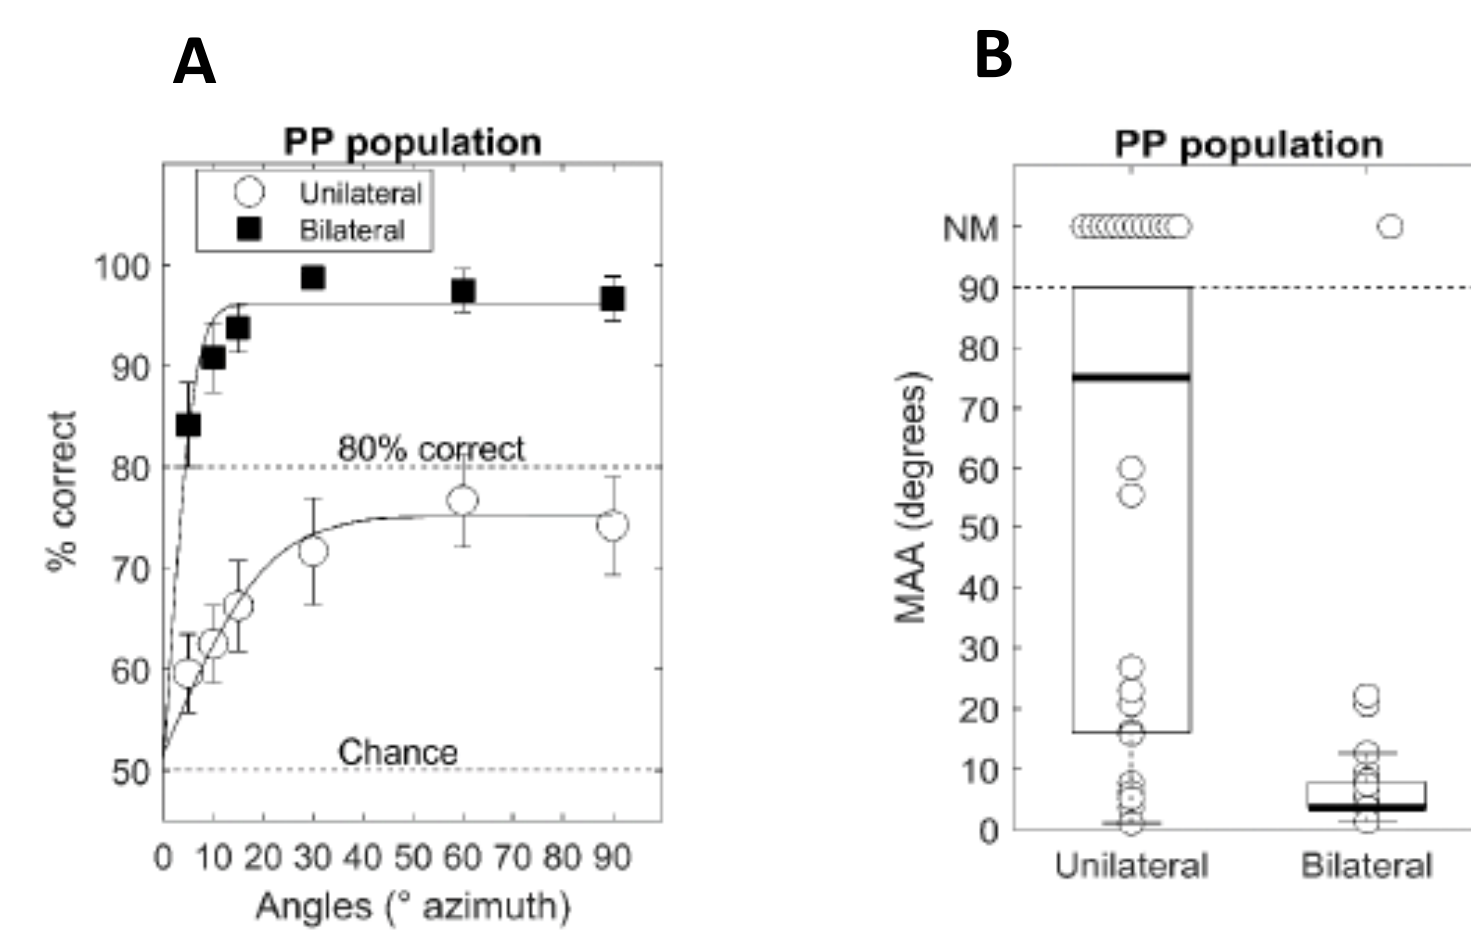 A
PP population
Unilateral
Bilateral
100
90
80% correct
80
70
60
Chance
50
% correct
0 10 20 30 40 50 60 70 80 90
Angles (° azimuth)
B
PP population
NM
90
80
70
60
50
40
30
20
10
0
MAA (degrees)
Unilateral
Bilateral